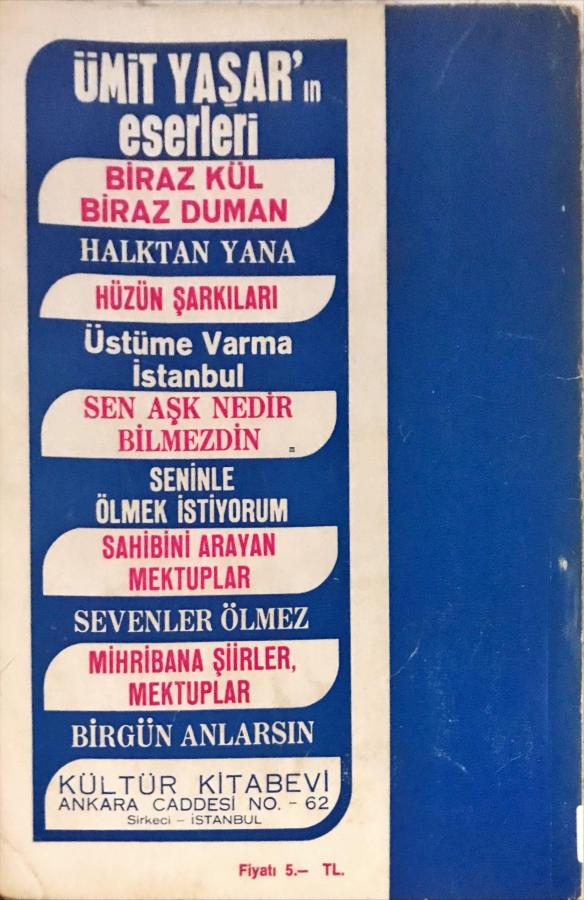 ÜMİT YAŞAR'ın
eserleri
BİRAZ KÜL
BİRAZ DUMAN
HALKTAN YANA
HÜZÜN ŞARKILARI
Üstüme Varma
İstanbul
SEN AŞK NEDİR
BİLMEZDİN
SENİNLE
ÖLMEK İSTİYORUM
SAHİBİNİ ARAYAN
MEKTUPLAR
SEVENLER ÖLMEZ
MİHRİBANA ŞİİRLER,
MEKTUPLAR
BİRGÜN ANLARSIN
KÜLTÜR KİTABEVİ
ANKARA CADDESİ NO. - 62
Sirkeci - İSTANBUL
Fiyatı 5.— TL.